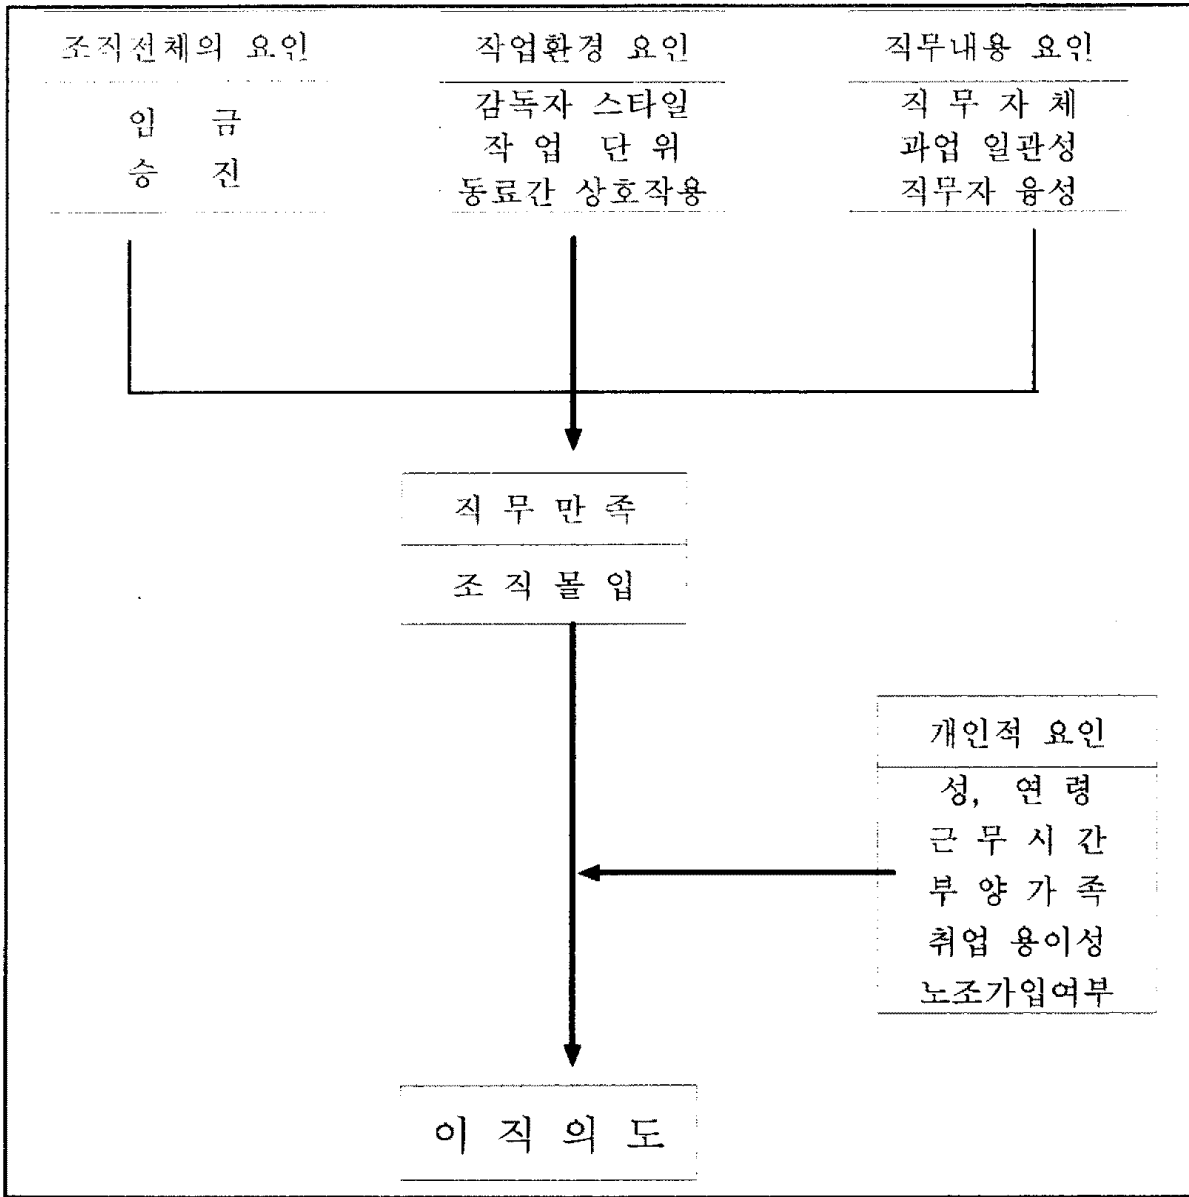 조직전체의 요인
임 금
승 진
작업환경 요인
감독자 스타일
작 업 단 위
동료간 상호작용
직무내용 요인
직 무 자 체
과업 일관성
직무자 율성
직 무 만 족
조 직 몰 입
개인적 요인
성, 연 령
근 무 시 간
부 양 가 족
취업 용이성
노조가입여부
이 직 의 도